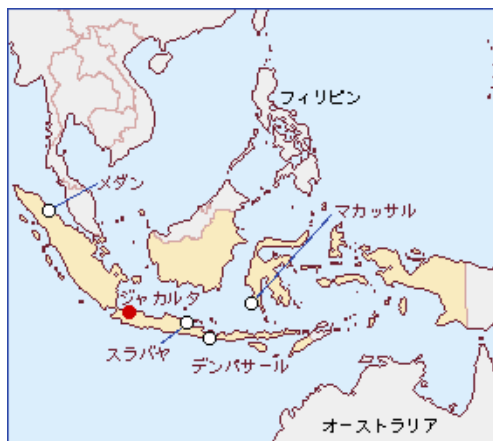 フィリピン
メダン
マカッサル
ジャカルタ
スラバヤ
デンパサール
オーストラリア